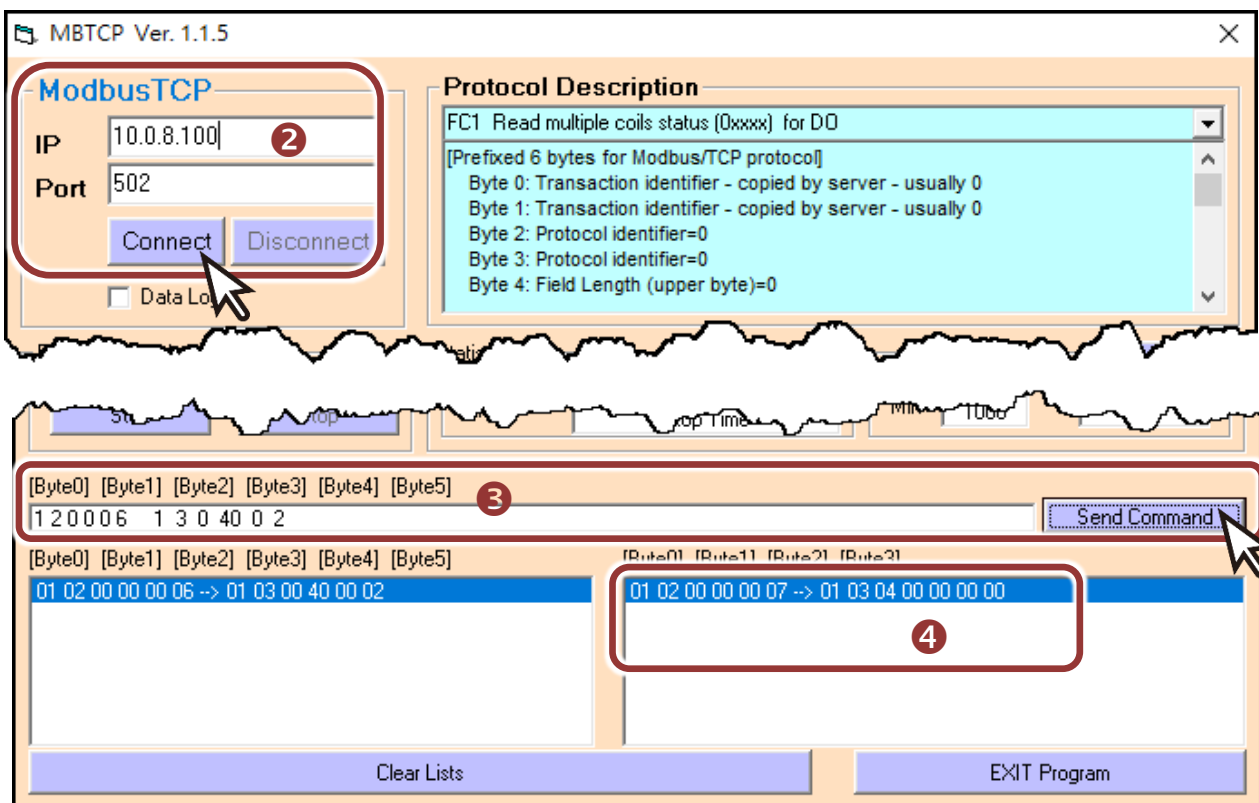 MBTCP Ver. 1.1.5
ModbusTCP
IP 10.0.8.100
2
Port 502
Connect Disconnect
Data Log
Protocol Description
FC1 Read multiple coils status (0xxxx) for DO
[Prefixed 6 bytes for Modbus/TCP protocol]
Byte 0: Transaction identifier - copied by server - usually 0
Byte 1: Transaction identifier - copied by server - usually 0
Byte 2: Protocol identifier=0
Byte 3: Protocol identifier=0
Byte 4: Field Length (upper byte)=0
[Byte0] [Byte1] [Byte2] [Byte3] [Byte4] [Byte5]
3
1 2 0 0 0 6 1 3 0 40 0 2
Send Command
[Byte0] [Byte1] [Byte2] [Byte3] [Byte4] [Byte5]
01 02 00 00 00 06 --> 01 03 00 40 00 02
[Byte0] [Byte1] [Byte2] [Byte3]
01 02 00 00 00 07 --> 01 03 04 00 00 00 00
4
Clear Lists
EXIT Program